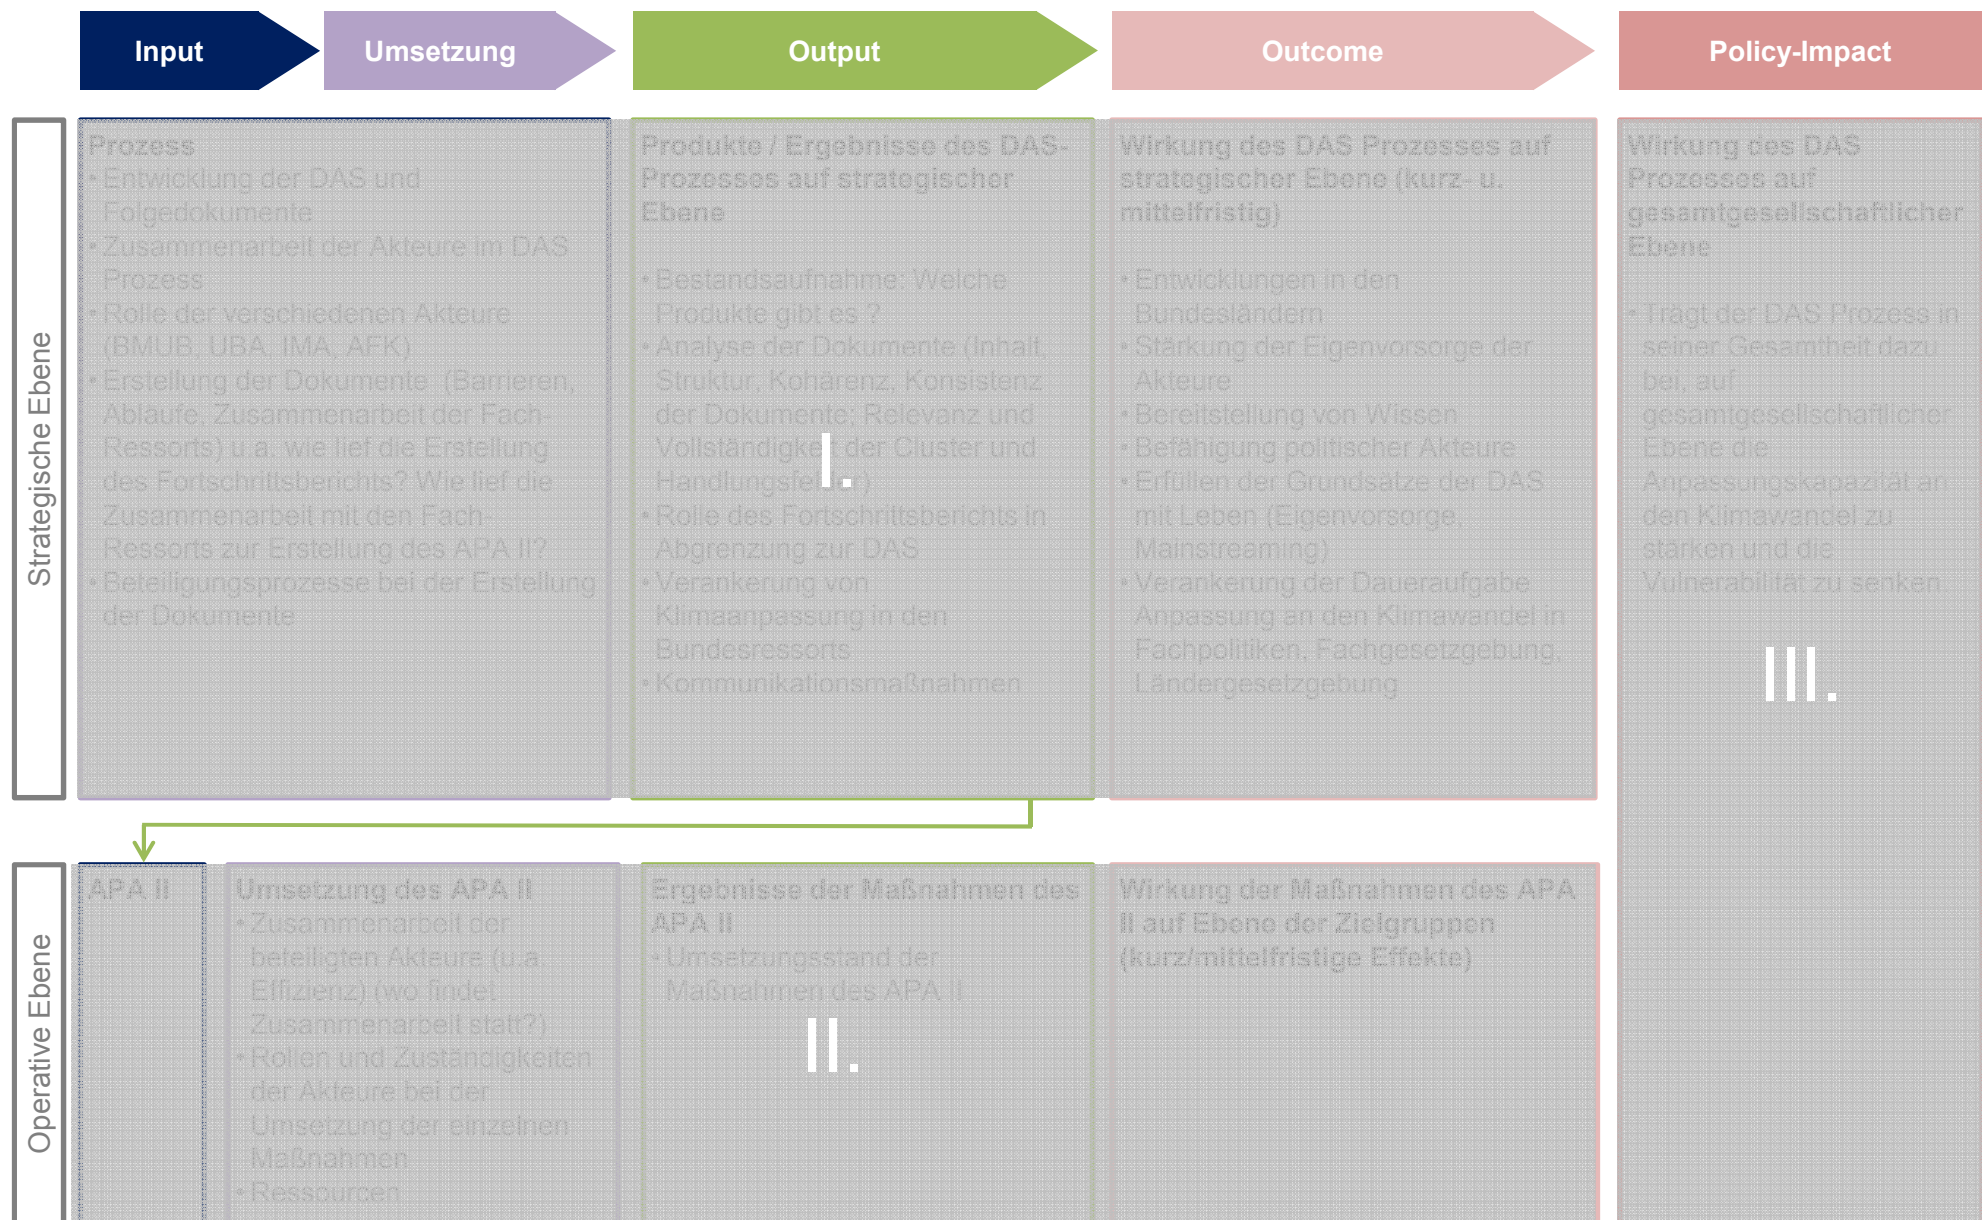 Input
Umsetzung
Output
Outcome
Policy-Impact
Strategische Ebene
Prozess
• Entwicklung der DAS und
Folgedokumente
• Zusammenarbeit der Akteure im DAS
Prozess
• Rolle der verschiedenen Akteure
(BMUB, UBA, IMA, AFK)
• Erstellung der Dokumente (Barrieren,
Abläufe, Zusammenarbeit der Fach-
Ressorts) u.a. wie lief die Erstellung
des Fortschrittsberichts? Wie lief die
Zusammenarbeit mit den Fach-
Ressorts zur Erstellung des APA II?
• Beteiligungsprozesse bei der Erstellung
der Dokumente
Produkte / Ergebnisse des DAS-
Prozesses auf strategischer
Ebene
• Bestandsaufnahme: Welche
Produkte gibt es ?
• Analyse der Dokumente (Inhalt,
Struktur, Kohärenz, Konsistenz
der Dokumente; Relevanz und
Vollständigkeit der Cluster und
Handlungsfelder)
• Rolle des Fortschrittsberichts in
Abgrenzung zur DAS
• Verankerung von
Klimaanpassung in den
Bundesressorts
• Kommunikationsmaßnahmen
I.
Wirkung des DAS Prozesses auf
strategischer Ebene (kurz- u.
mittelfristig)
• Entwicklungen in den
Bundesländern
• Stärkung der Eigenvorsorge der
Akteure
• Bereitstellung von Wissen
• Befähigung politischer Akteure
• Erfüllen der Grundsätze der DAS
mit Leben (Eigenvorsorge,
Mainstreaming)
• Verankerung der Daueraufgabe
Anpassung an den Klimawandel in
Fachpolitiken, Fachgesetzgebung,
Ländergesetzgebung
Wirkung des DAS
Prozesses auf
gesamtgesellschaftlicher
Ebene
• Trägt der DAS Prozess in
seiner Gesamtheit dazu
bei, auf
gesamtgesellschaftlicher
Ebene die
Anpassungskapazität an
den Klimawandel zu
stärken und die
Vulnerabilität zu senken.
III.
Operative Ebene
APA II
Umsetzung des APA II
• Zusammenarbeit der
beteiligten Akteure (u.a.
Effizienz) (wo findet
Zusammenarbeit statt?)
• Rollen und Zuständigkeiten
der Akteure bei der
Umsetzung der einzelnen
Maßnahmen
• Ressourcen
Ergebnisse der Maßnahmen des
APA II
• Umsetzungsstand der
Maßnahmen des APA II
II.
Wirkung der Maßnahmen des APA
II auf Ebene der Zielgruppen
(kurz/mittelfristige Effekte)